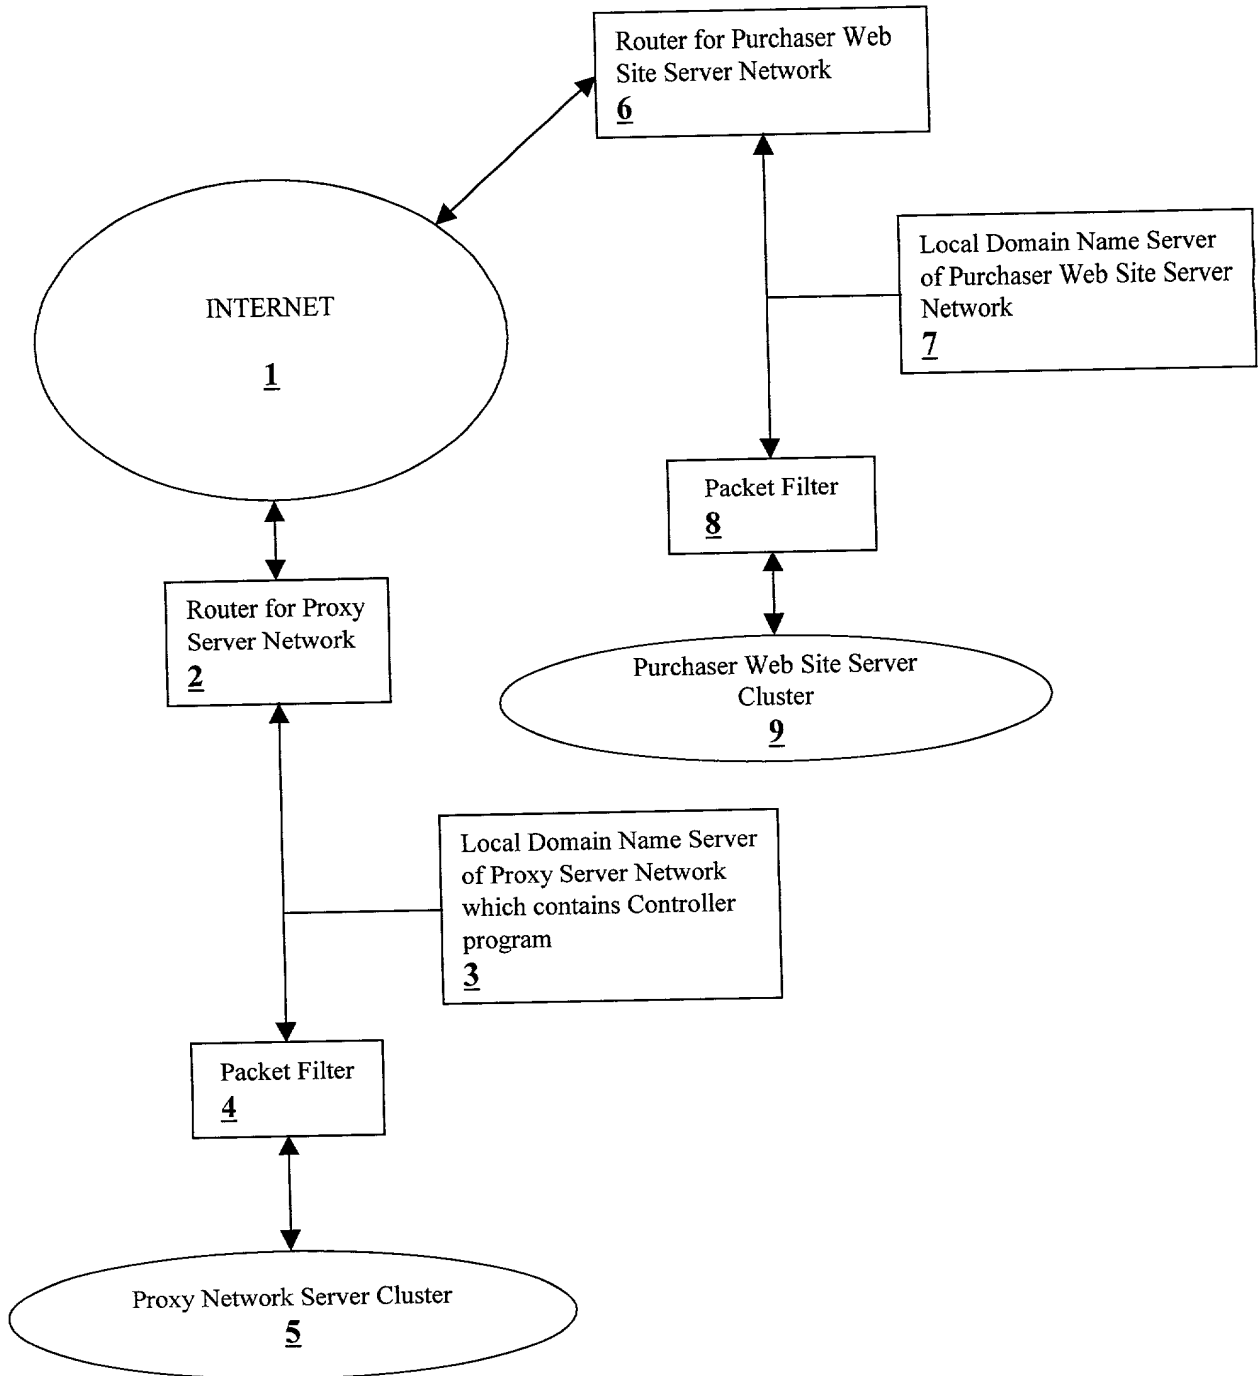 Router for Purchaser Web
Site Server Network
6
Local Domain Name Server
of Purchaser Web Site Server
Network
7
INTERNET
1
Packet Filter
8
Router for Proxy
Server Network
2
Purchaser Web Site Server
Cluster
9
Local Domain Name Server
of Proxy Server Network
which contains Controller
program
3
Packet Filter
4
Proxy Network Server Cluster
5